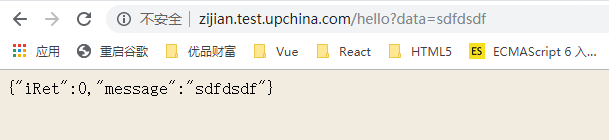 不安全 zijian.test.upchina.com/hello?data=sdfdsdf
应用 重启谷歌 优品财富 Vue React HTML5 ES ECMAScript 6 入...
{"iRet":0,"message":"sdfdsdf"}